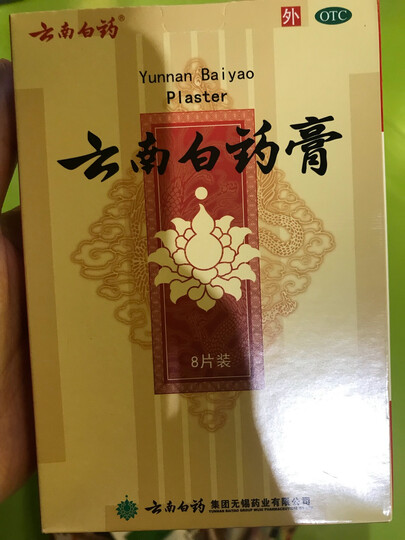 云南白药®
外
OTC
Yunnan Baiyao
Plaster
云南白药膏
8片装
云南白药 集团无锡药业有限公司